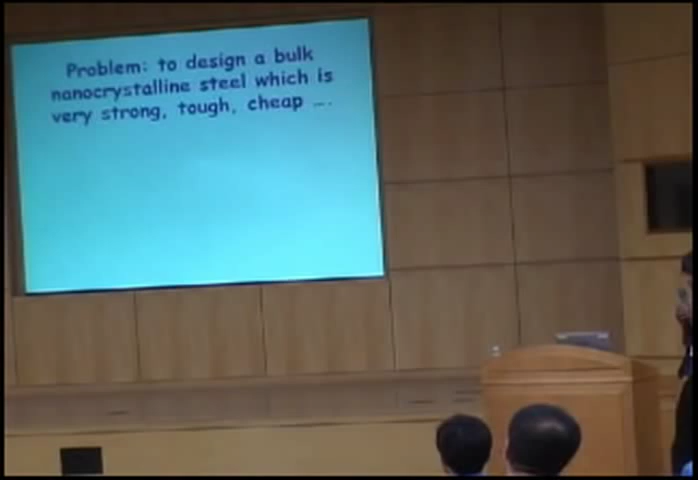 Problem: to design a bulk
nanocrystalline steel which is
very strong, tough, cheap ....